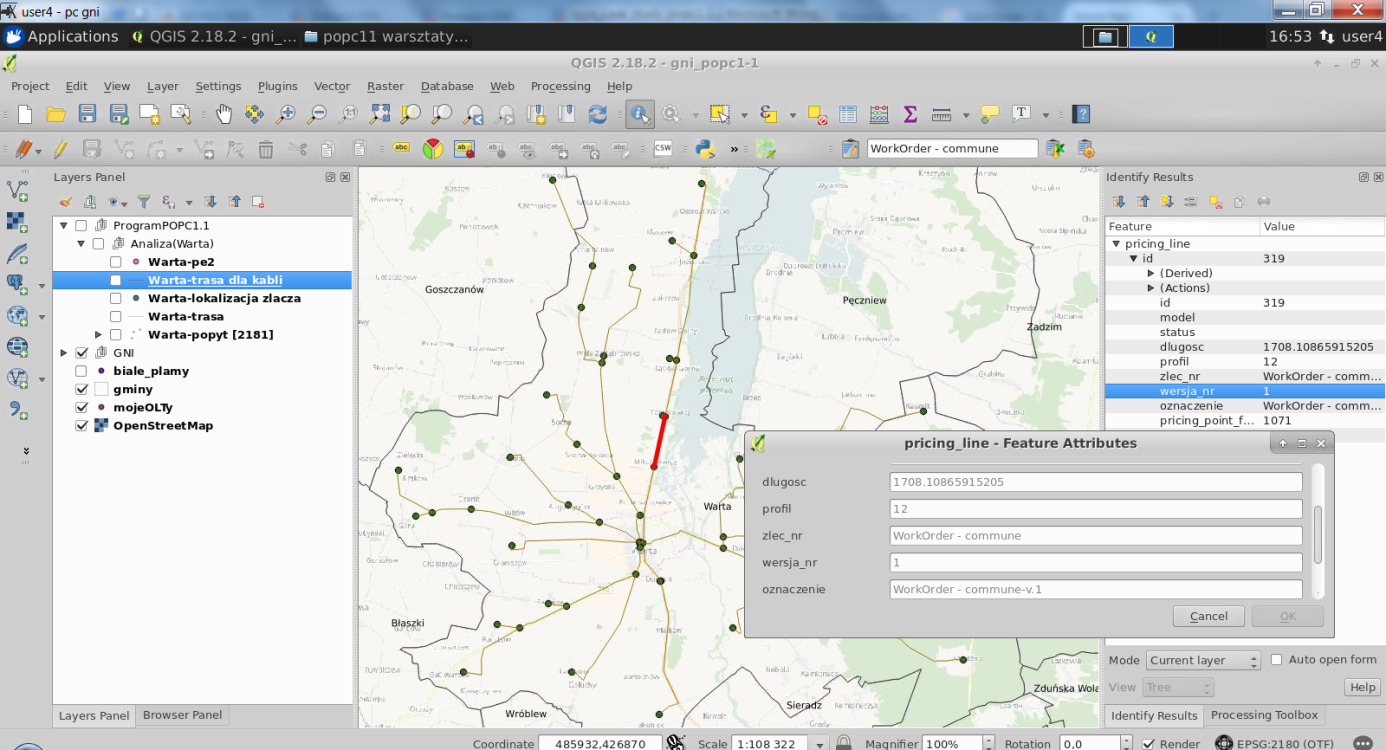 user4 - pc gni
Applications QGIS 2.18.2 - gni_... popc11 warsztaty... 16:53 user4
QGIS 2.18.2 - gni_popc1-1
Project Edit View Layer Settings Plugins Vector Raster Database Web Processing Help
abc abc CSW WorkOrder - commune
Layers Panel
ProgramPOPC1.1
Analiza(Warta)
Warta-pe2
Warta-trasa dla kabli
Warta-lokalizacja zlacza
Warta-trasa
Warta-popyt [2181]
GNI
biale_plamy
gminy
mojeOLTy
OpenStreetMap
Layers Panel Browser Panel
Goszczanów
Pęczniew
Zadzim
Warta
Błaszki
Wróblew
Sieradz
Zduńska Wola
Identify Results
Feature Value
pricing_line
id 319
(Derived)
(Actions)
id 319
model
status
dlugosc 1708.10865915205
profil 12
zlec_nr WorkOrder - comm...
wersja_nr 1
oznaczenie WorkOrder - comm...
pricing_point_f... 1071
pricing_line - Feature Attributes
dlugosc 1708.10865915205
profil 12
zlec_nr WorkOrder - commune
wersja_nr 1
oznaczenie WorkOrder - commune-v.1
Cancel OK
Mode Current layer Auto open form
View Tree Help
Identify Results Processing Toolbox
Coordinate 485932,426870 Scale 1:108 322 Magnifier 100% Rotation 0,0 Render EPSG:2180 (OTF)